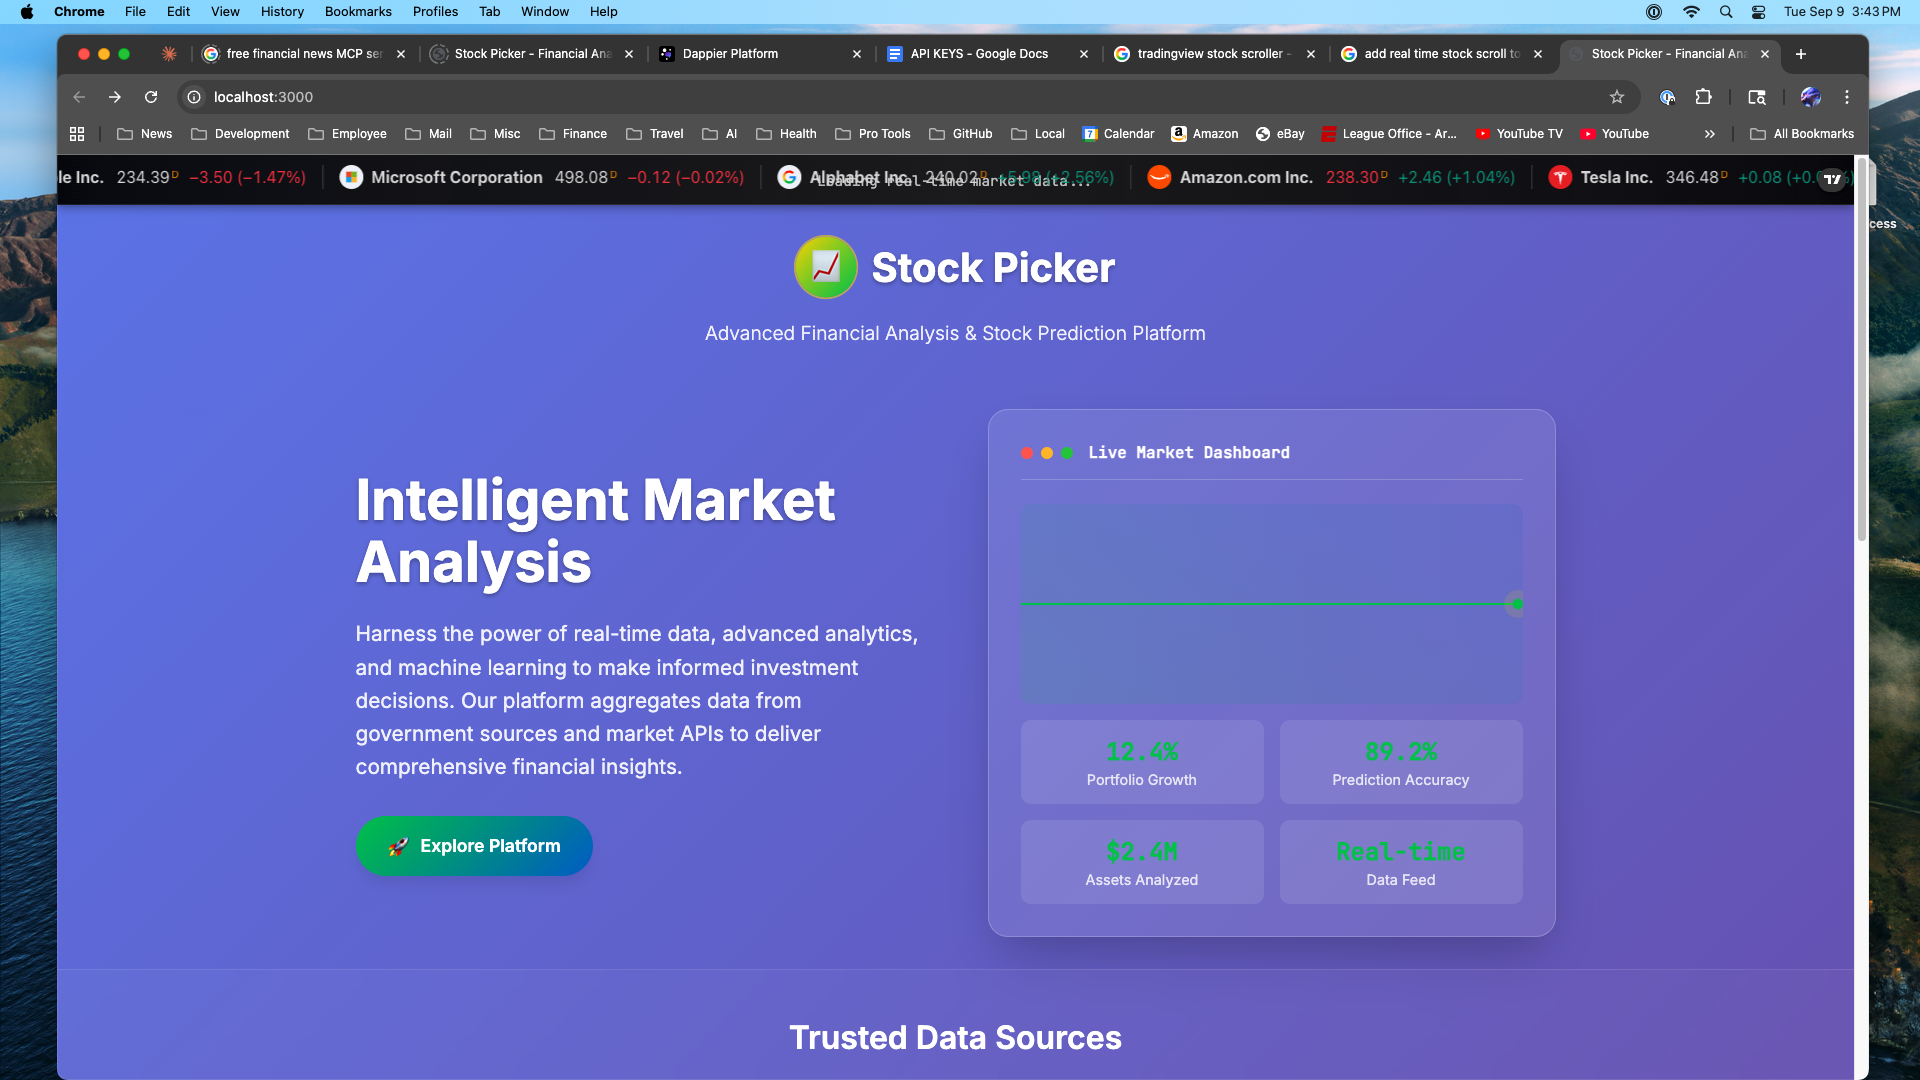 Chrome File Edit View History Bookmarks Profiles Tab Window Help Tue Sep 9 3:43 PM
free financial news MCP ser Stock Picker - Financial Ana Dappier Platform API KEYS - Google Docs tradingview stock scroller - add real time stock scroll to Stock Picker - Financial Ana
localhost:3000
News Development Employee Mail Misc Finance Travel AI Health Pro Tools GitHub Local Calendar Amazon eBay League Office - Ar... YouTube TV YouTube » All Bookmarks
le Inc. 234.39 D −3.50 (−1.47%) Microsoft Corporation 498.08 D −0.12 (−0.02%) Alphabet Inc. 240.02 D (+2.56%) Amazon.com Inc. 238.30 D +2.46 (+1.04%) Tesla Inc. 346.48 D +0.08
Loading real-time market data...
cess
Stock Picker
Advanced Financial Analysis & Stock Prediction Platform
Intelligent Market
Analysis
Harness the power of real-time data, advanced analytics,
and machine learning to make informed investment
decisions. Our platform aggregates data from
government sources and market APIs to deliver
comprehensive financial insights.
🚀 Explore Platform
Live Market Dashboard
12.4%
Portfolio Growth
89.2%
Prediction Accuracy
$2.4M
Assets Analyzed
Real-time
Data Feed
Trusted Data Sources